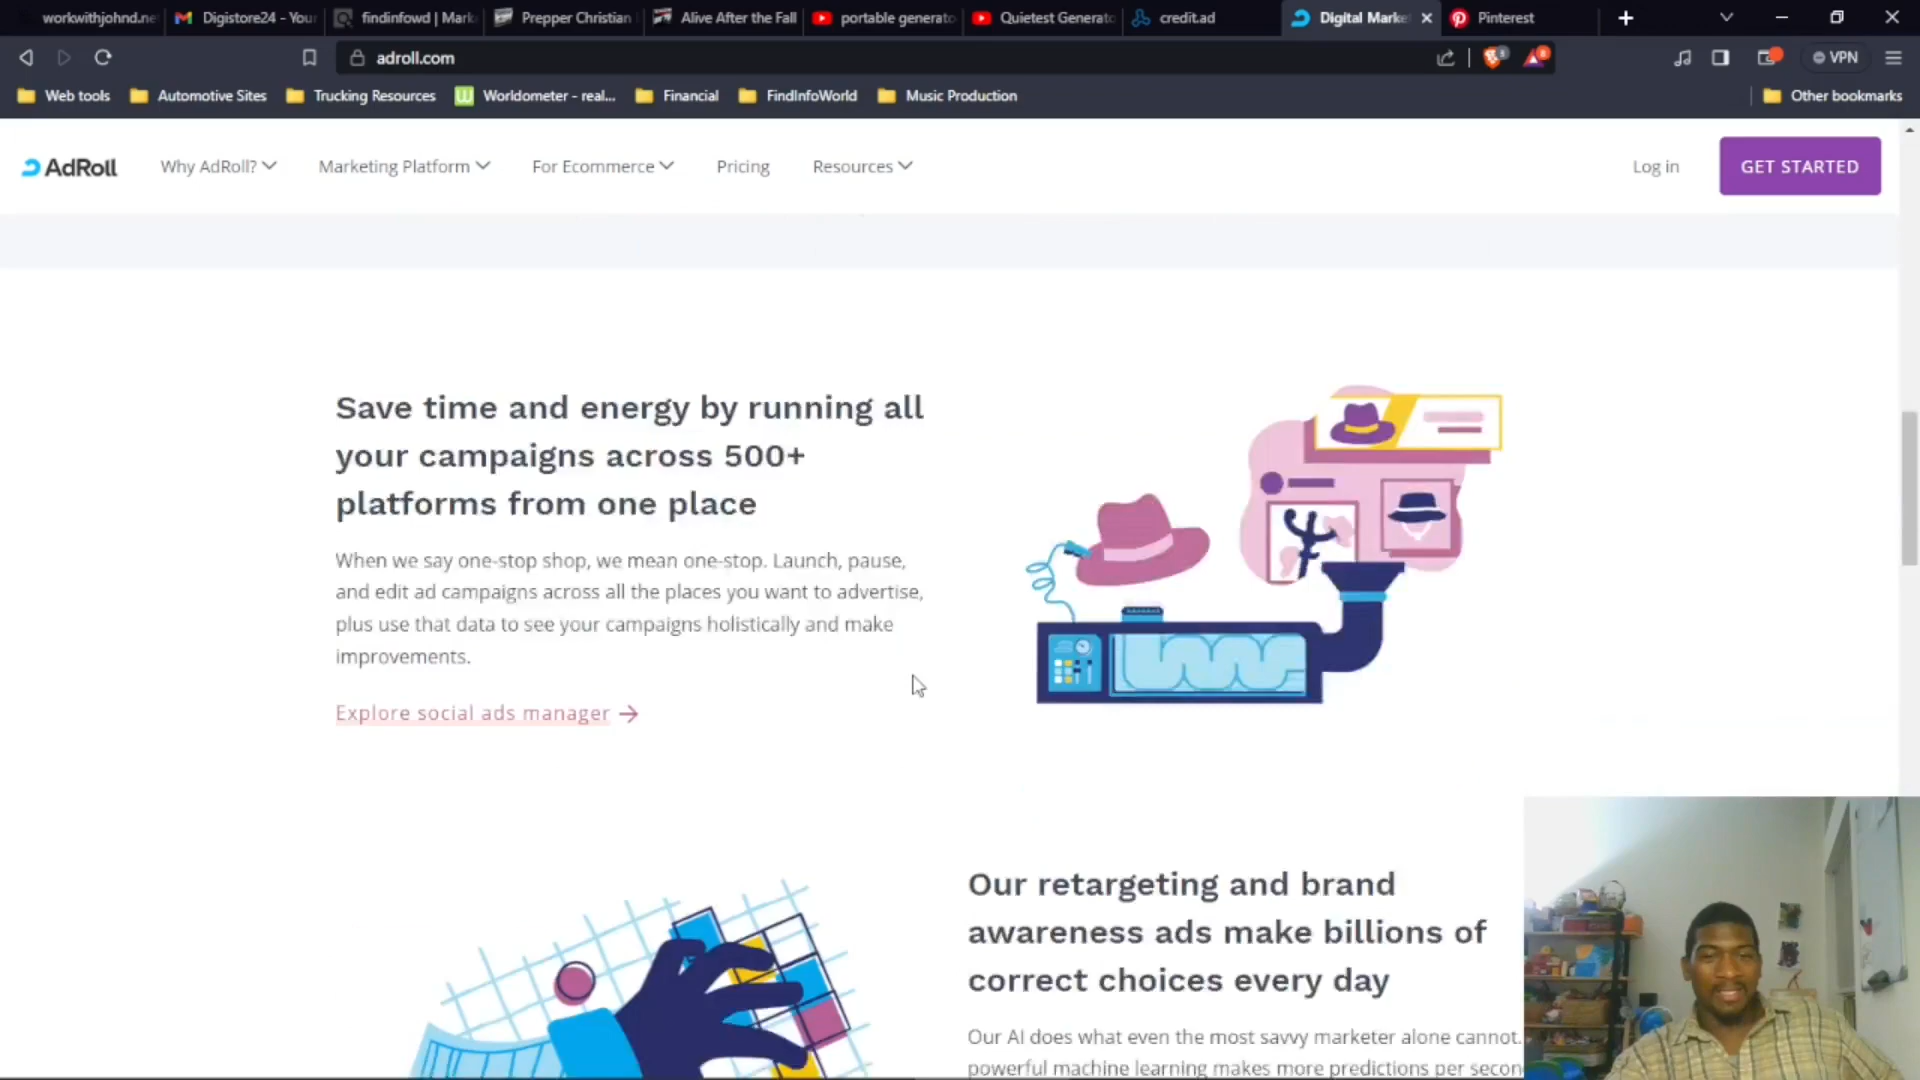 workwithjohnd.ne
Digistore24 - Your
findinfowd | Mark
Prepper Christian
Alive After the Fall
portable generato
Quietest Generato
credit.ad
Digital Marke
Pinterest
adroll.com
VPN
Web tools
Automotive Sites
Trucking Resources
Worldometer - real...
Financial
FindInfoWorld
Music Production
Other bookmarks
AdRoll
Why AdRoll?
Marketing Platform
For Ecommerce
Pricing
Resources
Log in
GET STARTED
Save time and energy by running all
your campaigns across 500+
platforms from one place
When we say one-stop shop, we mean one-stop. Launch, pause,
and edit ad campaigns across all the places you want to advertise,
plus use that data to see your campaigns holistically and make
improvements.
Explore social ads manager
Our retargeting and brand
awareness ads make billions of
correct choices every day
Our AI does what even the most savvy marketer alone cannot.
powerful machine learning makes more predictions per secon